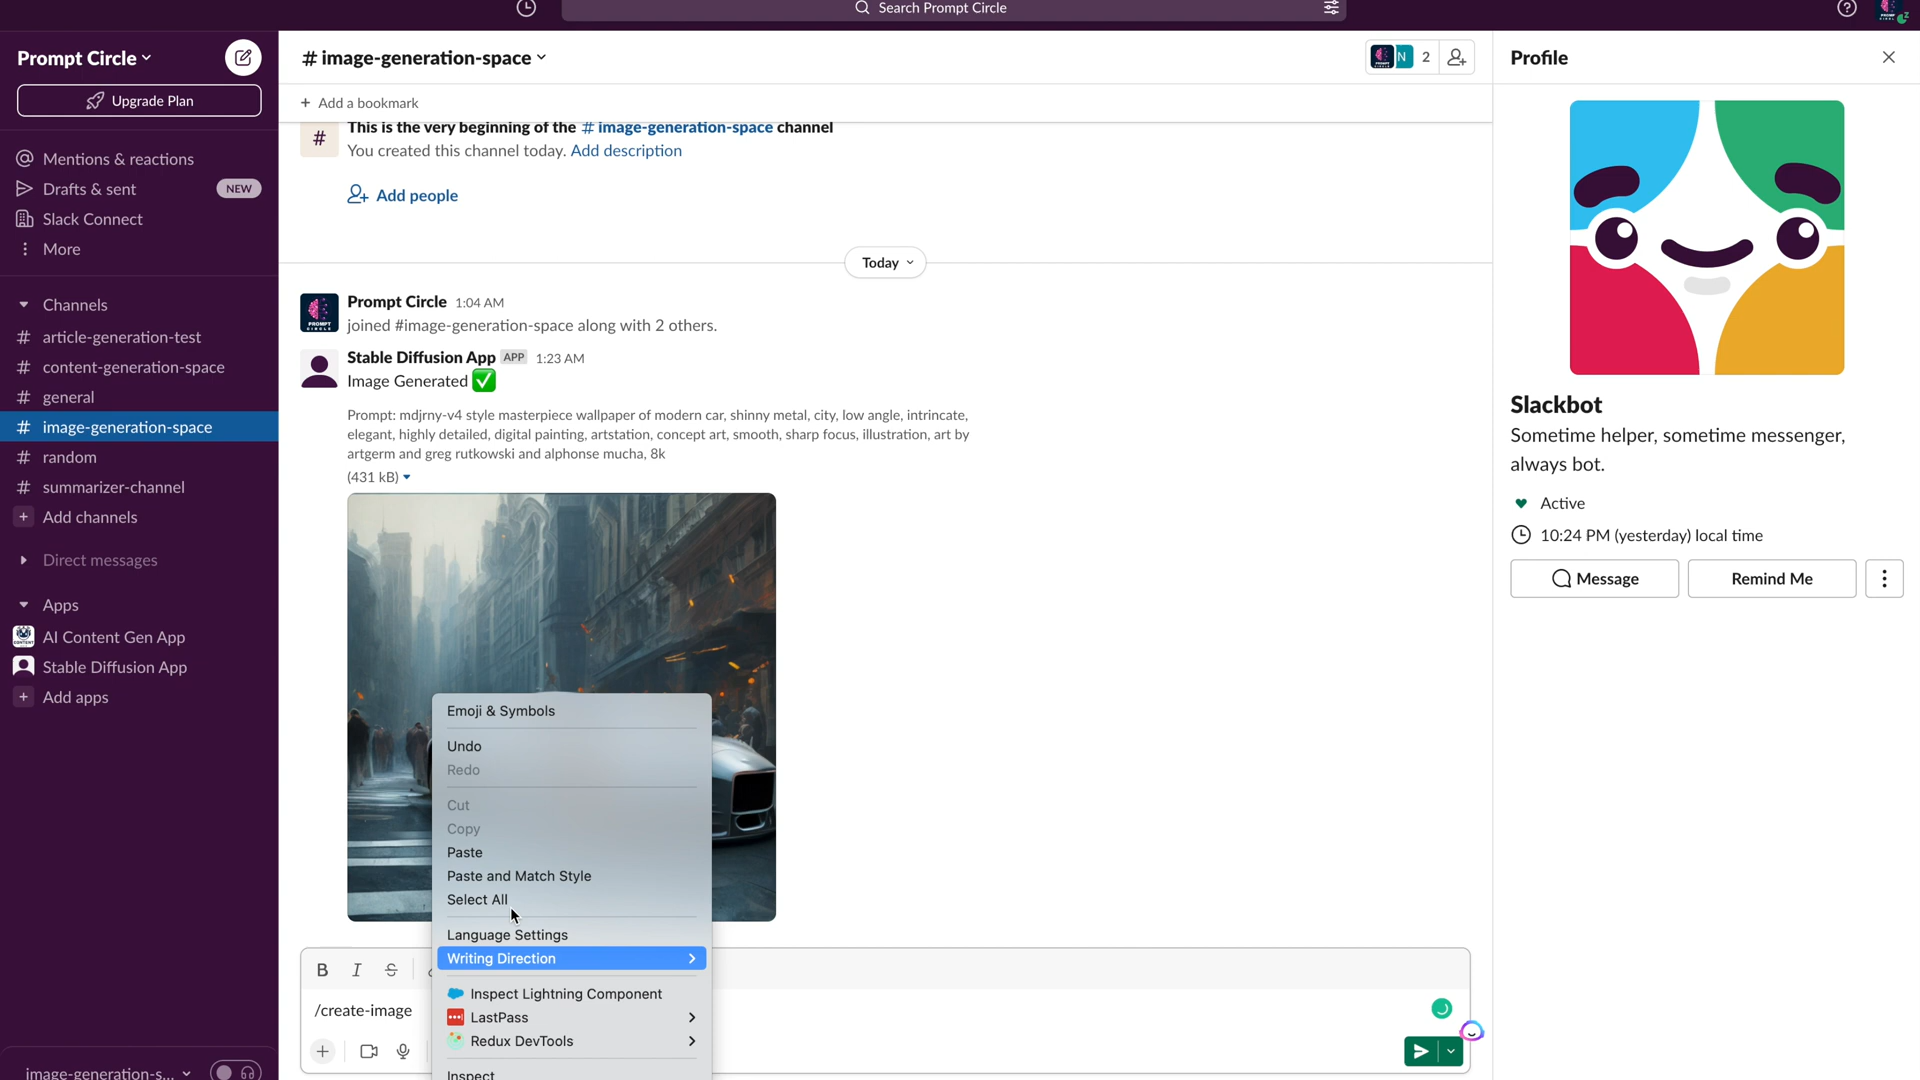 Search Prompt Circle
Prompt Circle
Upgrade Plan
Mentions & reactions
Drafts & sent NEW
Slack Connect
More
Channels
# article-generation-test
# content-generation-space
# general
# image-generation-space
# random
# summarizer-channel
+ Add channels
Direct messages
Apps
AI Content Gen App
Stable Diffusion App
+ Add apps
image-generation-s...
# image-generation-space
N 2
+ Add a bookmark
# This is the very beginning of the # image-generation-space channel
You created this channel today. Add description
Add people
Today
Prompt Circle 1:04 AM
joined #image-generation-space along with 2 others.
Stable Diffusion App APP 1:23 AM
Image Generated ✅
Prompt: mdjrny-v4 style masterpiece wallpaper of modern car, shinny metal, city, low angle, intricate,
elegant, highly detailed, digital painting, artstation, concept art, smooth, sharp focus, illustration, art by
artgerm and greg rutkowski and alphonse mucha, 8k
(431 kB)
Emoji & Symbols
Undo
Redo
Cut
Copy
Paste
Paste and Match Style
Select All
Language Settings
Writing Direction
Inspect Lightning Component
LastPass
Redux DevTools
Inspect
B I S
/create-image
Profile
Slackbot
Sometime helper, sometime messenger,
always bot.
Active
10:24 PM (yesterday) local time
Message
Remind Me
PROMPT
CIRCLE